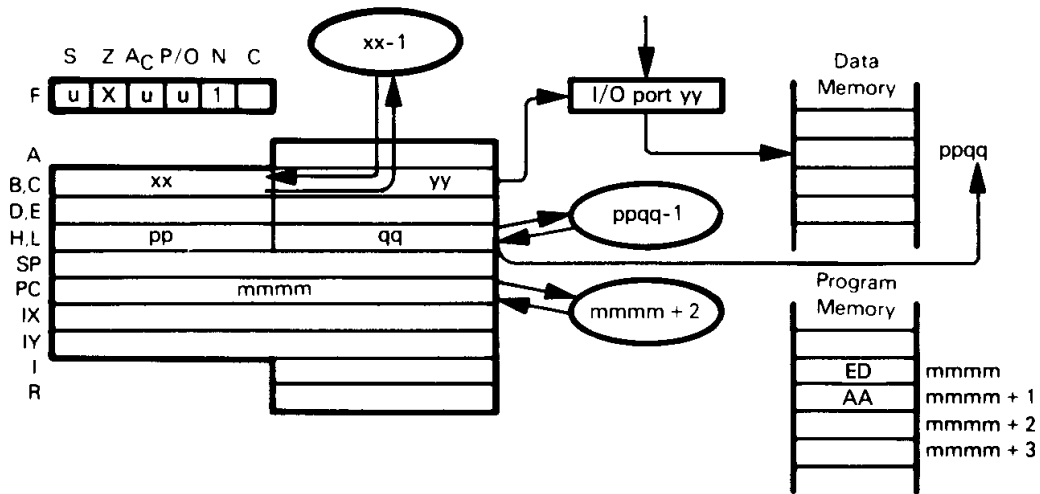 xx-1
S Z AC P/O N C
F u X u u 1
I/O port yy
Data
Memory
A
B,C xx yy
ppqq
D,E
ppqq-1
H,L pp qq
SP
PC mmmm
Program
Memory
IX
mmmm + 2
IY
I
ED mmmm
R
AA mmmm + 1
mmmm + 2
mmmm + 3